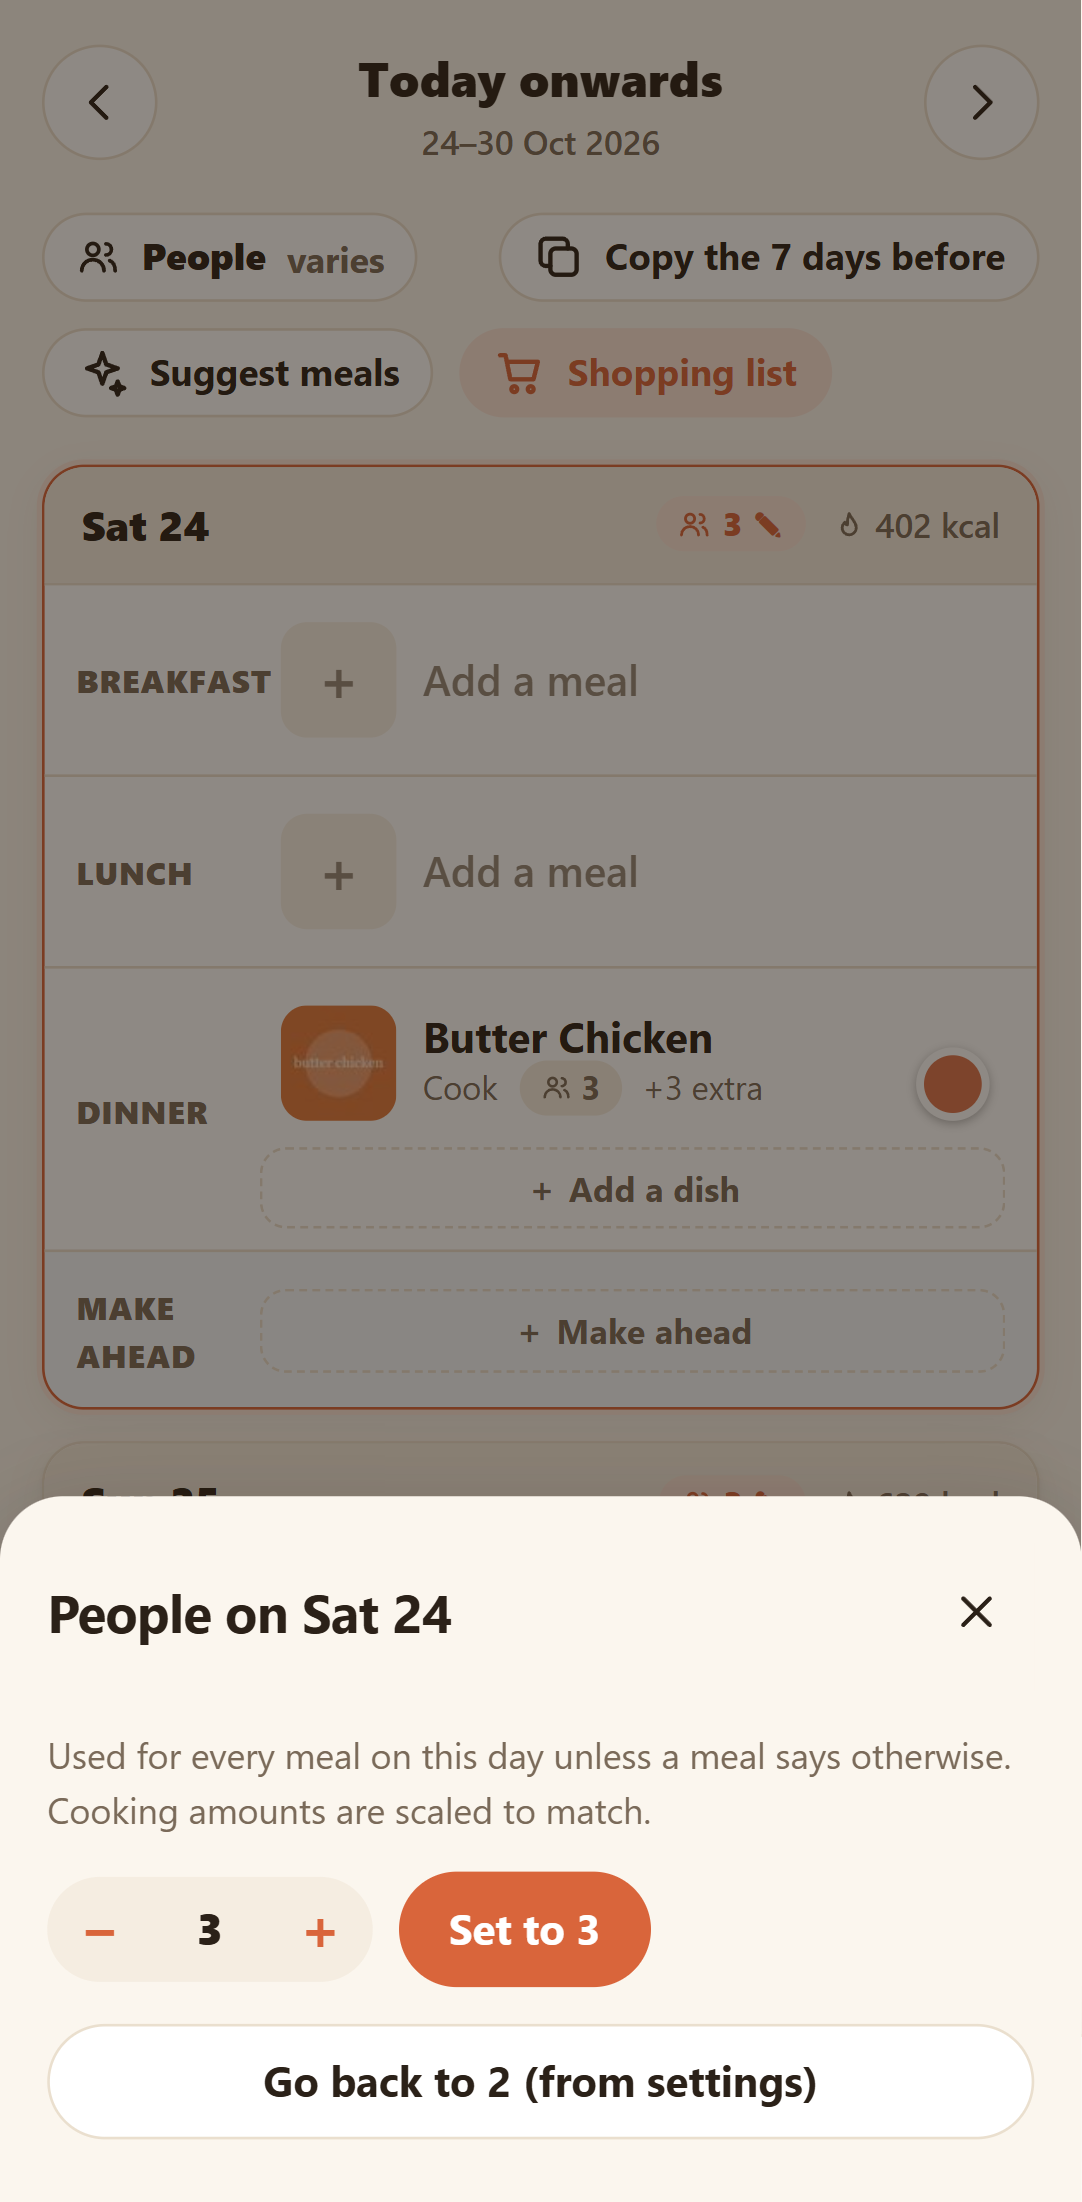 Today onwards
24–30 Oct 2026
People varies
Copy the 7 days before
Suggest meals
Shopping list
Sat 24
3
402 kcal
BREAKFAST
+ Add a meal
LUNCH
+ Add a meal
DINNER
butter chicken
Butter Chicken
Cook 3 +3 extra
+ Add a dish
MAKE
AHEAD
+ Make ahead
People on Sat 24
Used for every meal on this day unless a meal says otherwise.
Cooking amounts are scaled to match.
− 3 +
Set to 3
Go back to 2 (from settings)